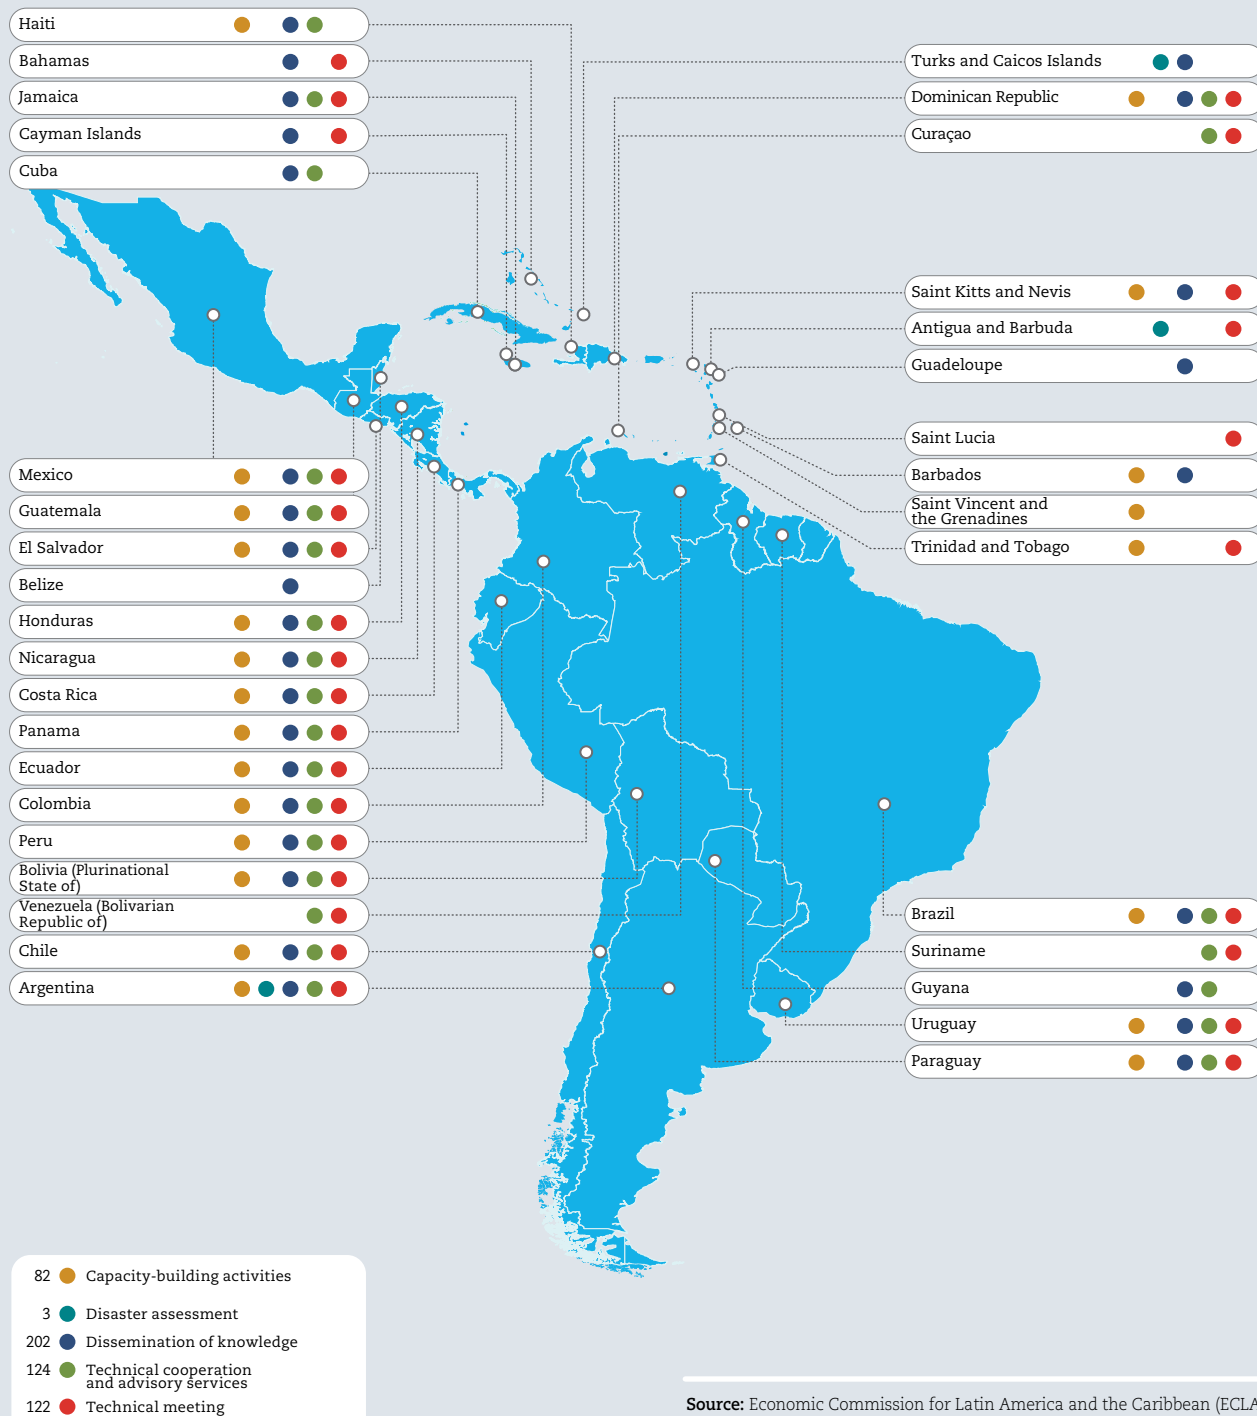 Haiti
Bahamas
Jamaica
Cayman Islands
Cuba
Turks and Caicos Islands
Dominican Republic
Curaçao
Saint Kitts and Nevis
Antigua and Barbuda
Guadeloupe
Saint Lucia
Barbados
Saint Vincent and
the Grenadines
Trinidad and Tobago
Mexico
Guatemala
El Salvador
Belize
Honduras
Nicaragua
Costa Rica
Panama
Ecuador
Colombia
Peru
Bolivia (Plurinational
State of)
Venezuela (Bolivarian
Republic of)
Chile
Argentina
Brazil
Suriname
Guyana
Uruguay
Paraguay
82 Capacity-building activities
3 Disaster assessment
202 Dissemination of knowledge
124 Technical cooperation
and advisory services
122 Technical meeting
Source: Economic Commission for Latin America and the Caribbean (ECLA